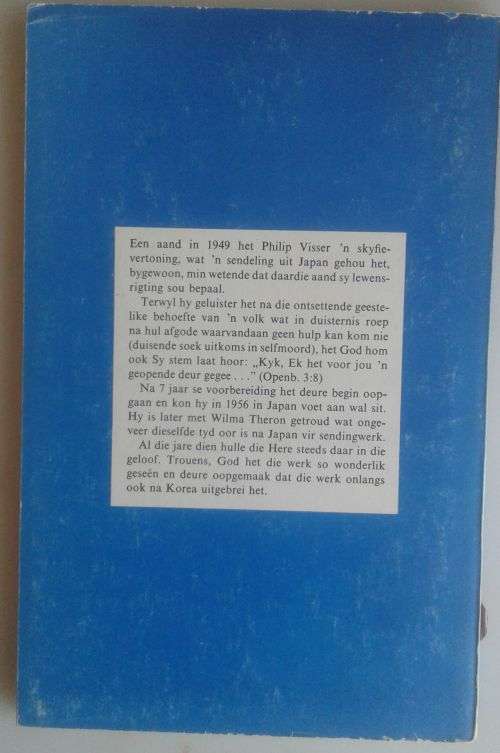 Een aand in 1949 het Philip Visser 'n skyfie-
vertoning, wat 'n sendeling uit Japan gehou het,
bygewoon, min wetende dat daardie aand sy lewens-
rigting sou bepaal.
Terwyl hy geluister het na die ontsettende geeste-
like behoefte van 'n volk wat in duisternis roep
na hul afgode waarvandaan geen hulp kan kom nie
(duisende soek uitkoms in selfmoord), het God hom
ook Sy stem laat hoor: „Kyk, Ek het voor jou 'n
geopende deur gegee . . ." (Openb. 3:8)
Na 7 jaar se voorbereiding het deure begin oop-
gaan en kon hy in 1956 in Japan voet aan wal sit.
Hy is later met Wilma Theron getroud wat onge-
veer dieselfde tyd oor is na Japan vir sendingwerk.
Al die jare dien hulle die Here steeds daar in die
geloof. Trouens, God het die werk so wonderlik
geseën en deure oopgemaak dat die werk onlangs
ook na Korea uitgebrei het.